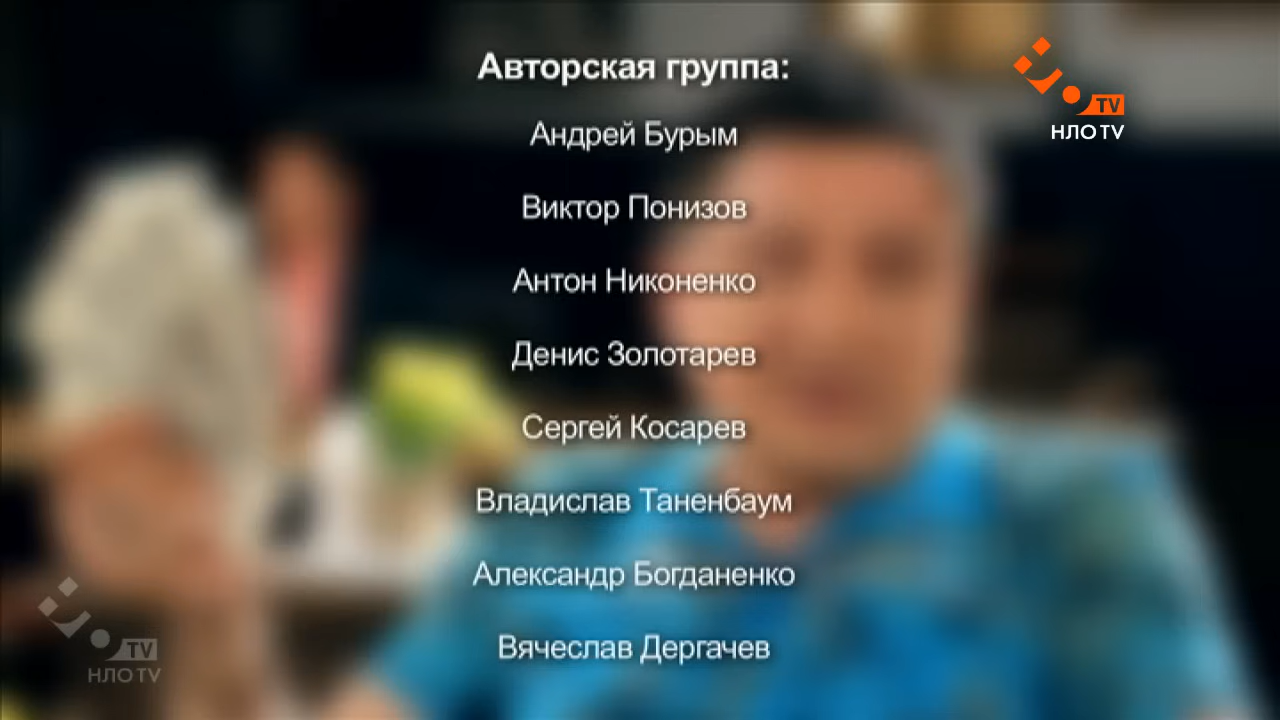 Авторская группа:
TV
НЛО TV
Андрей Бурым
Виктор Понизов
Антон Никоненко
Денис Золотарев
Сергей Косарев
Владислав Таненбаум
Александр Богданенко
Вячеслав Дергачев
TV
НЛО TV